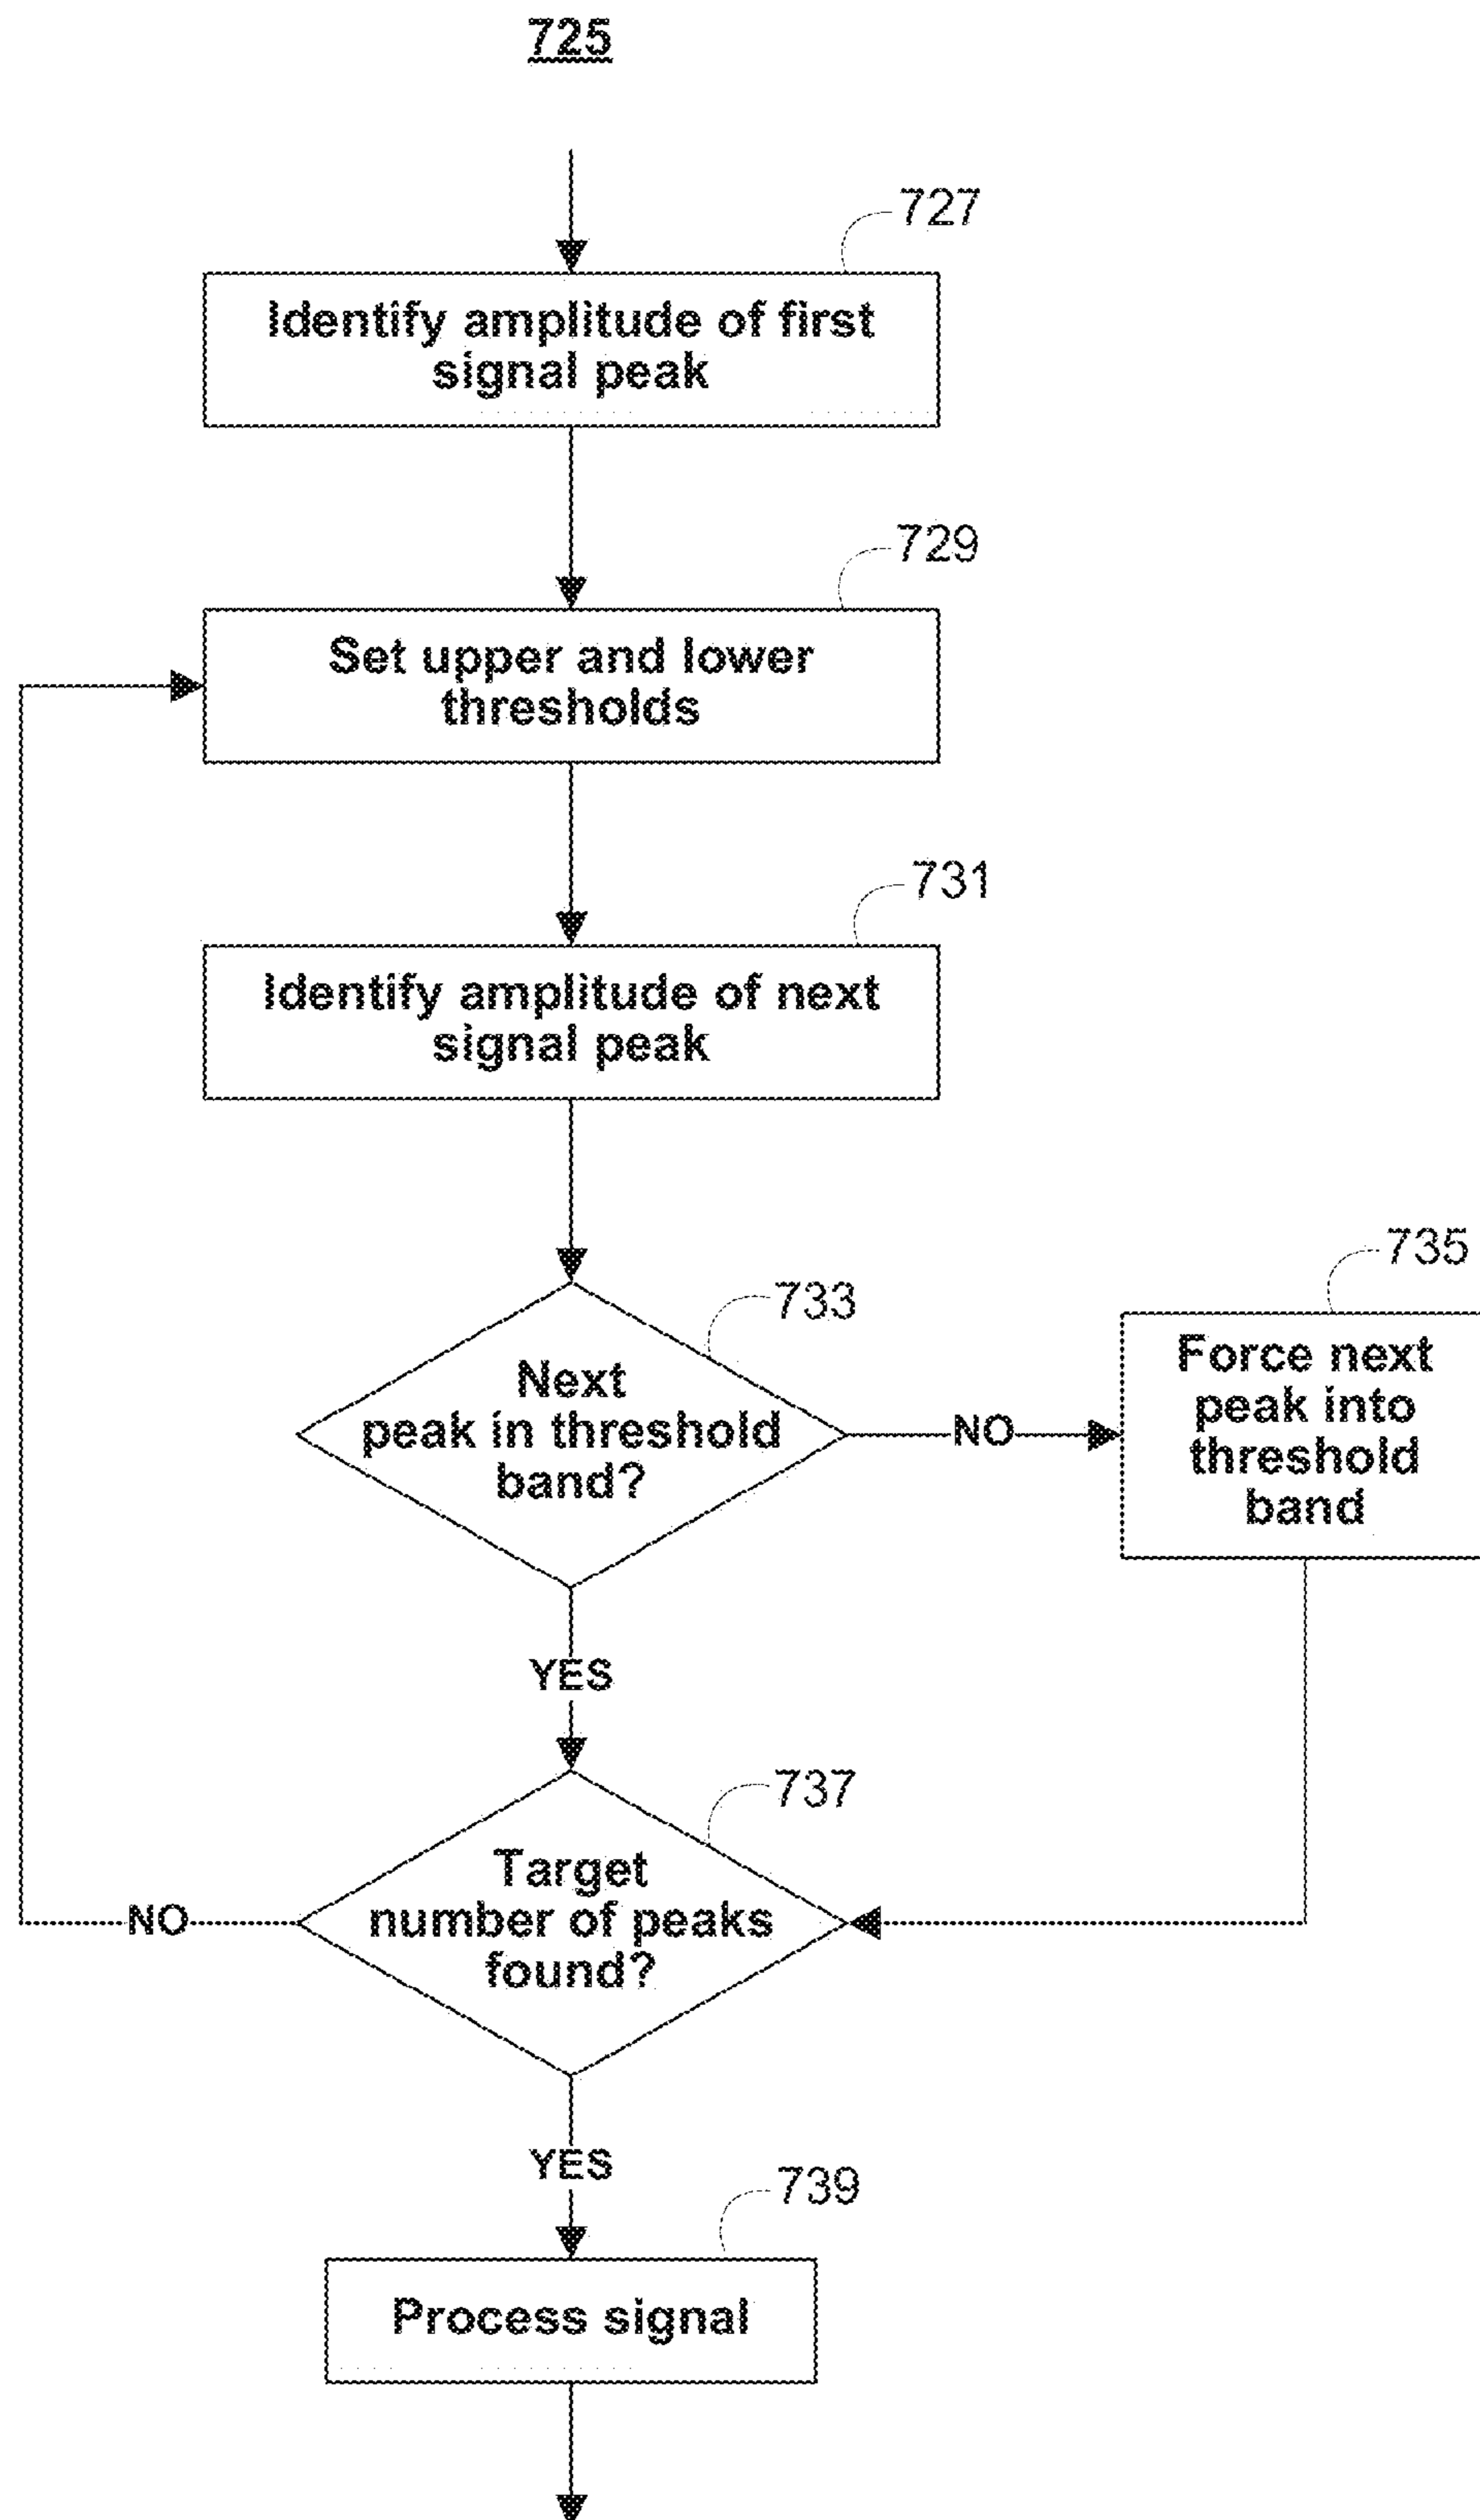 725
727
Identify amplitude of first
signal peak
729
Set upper and lower
thresholds
731
Identify amplitude of next
signal peak
733
Next
peak in threshold
band?
NO
735
Force next
peak into
threshold
band
YES
737
Target
number of peaks
found?
NO
YES
739
Process signal